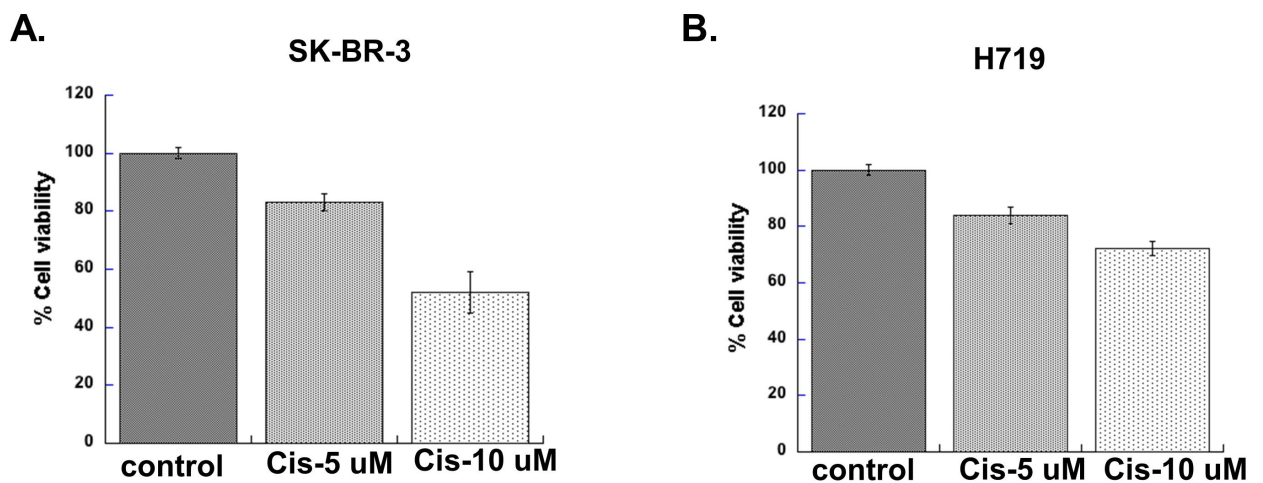 A.
SK-BR-3
120
100
80
60
40
20
0
% Cell viability
control
Cis-5 uM
Cis-10 uM
B.
H719
120
100
80
60
40
20
0
% Cell viability
control
Cis-5 uM
Cis-10 uM